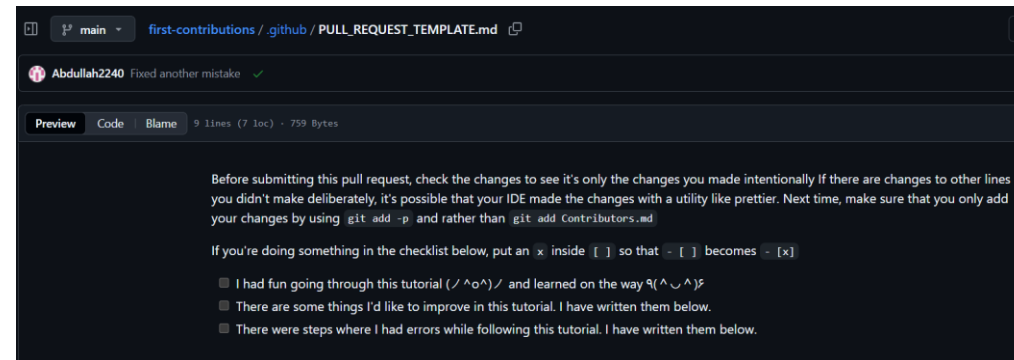 main
first-contributions / .github / PULL_REQUEST_TEMPLATE.md
Abdullah2240 Fixed another mistake
Preview Code Blame 9 lines (7 loc) · 759 Bytes
Before submitting this pull request, check the changes to see it's only the changes you made intentionally If there are changes to other lines
you didn't make deliberately, it's possible that your IDE made the changes with a utility like prettier. Next time, make sure that you only add
your changes by using git add -p and rather than git add Contributors.md
If you're doing something in the checklist below, put an x inside [ ] so that - [ ] becomes - [x]
I had fun going through this tutorial (ノ^o^)ノ and learned on the way ٩(^◡^)۶
There are some things I'd like to improve in this tutorial. I have written them below.
There were steps where I had errors while following this tutorial. I have written them below.